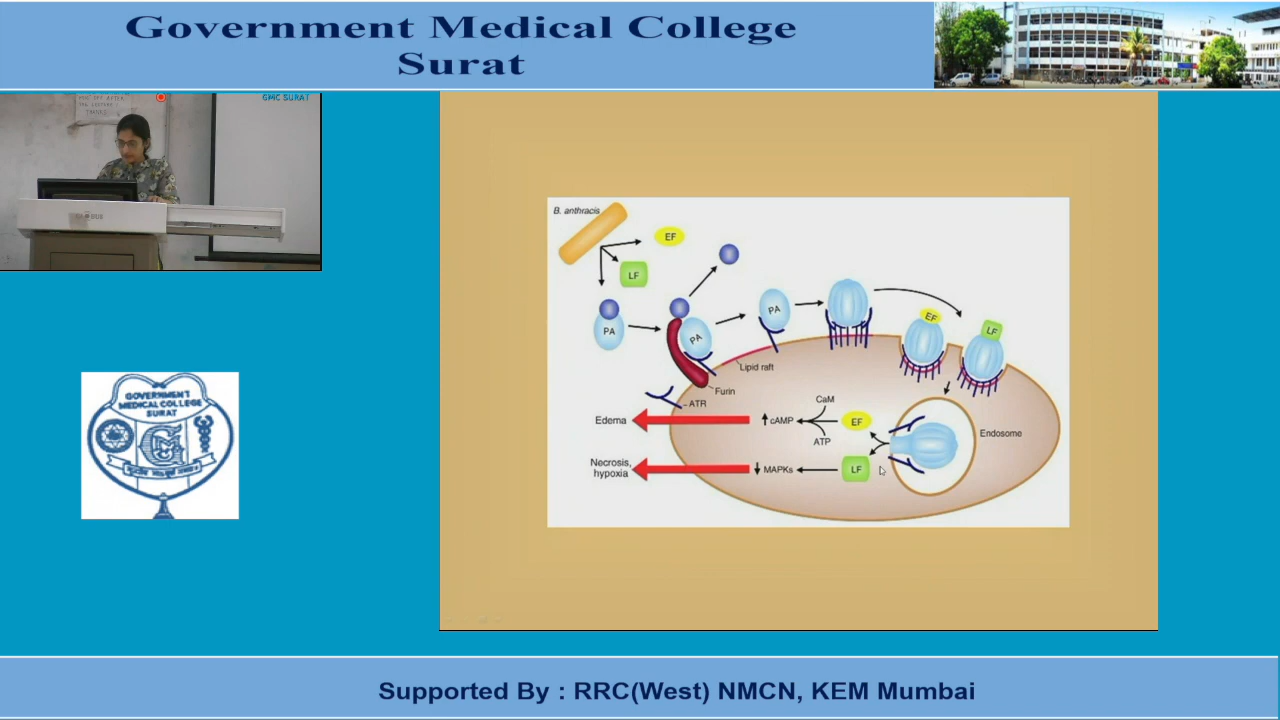 Government Medical College
Surat
GMC SURAT
B. anthracis
EF
LF
PA
PA
PA
EF
LF
Lipid raft
Furin
ATR
CaM
Edema
cAMP
EF
ATP
Endosome
Necrosis,
hypoxia
MAPKs
LF
GOVERNMENT
MEDICAL COLLEGE
SURAT
Supported By : RRC(West) NMCN, KEM Mumbai